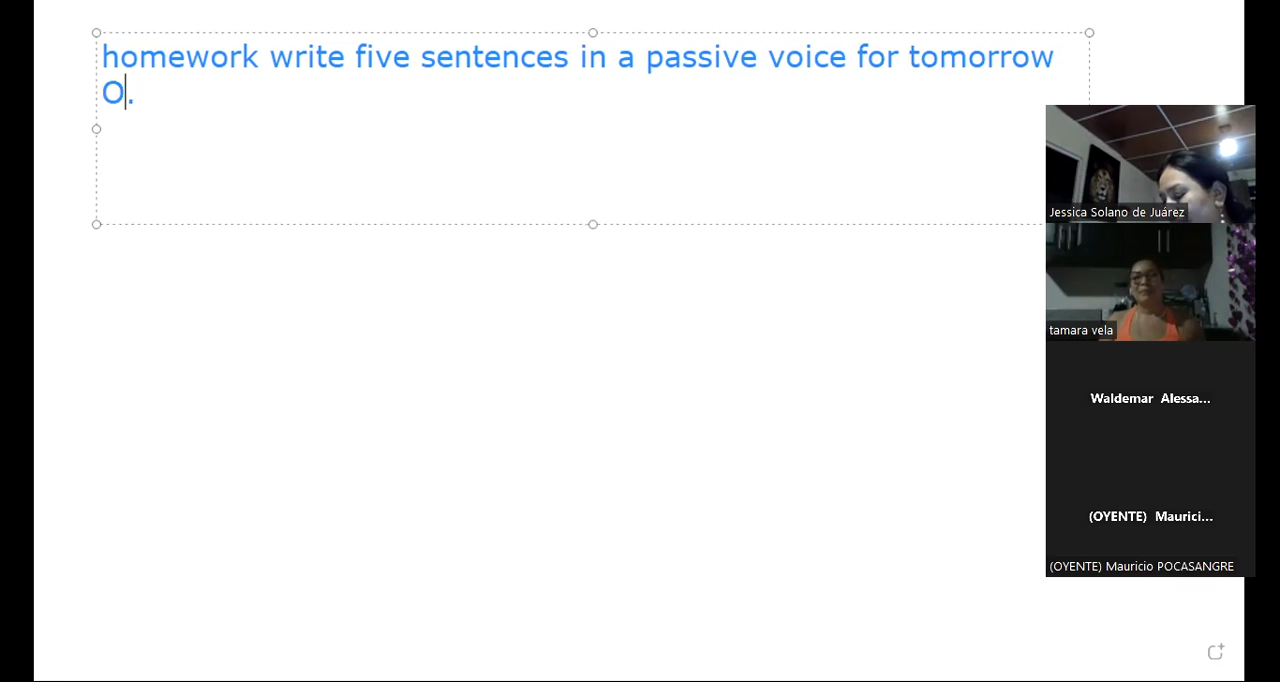 homework write five sentences in a passive voice for tomorrow
O.
Jessica Solano de Juárez
tamara vela
Waldemar Alessa...
(OYENTE) Maurici...
(OYENTE) Mauricio POCASANGRE